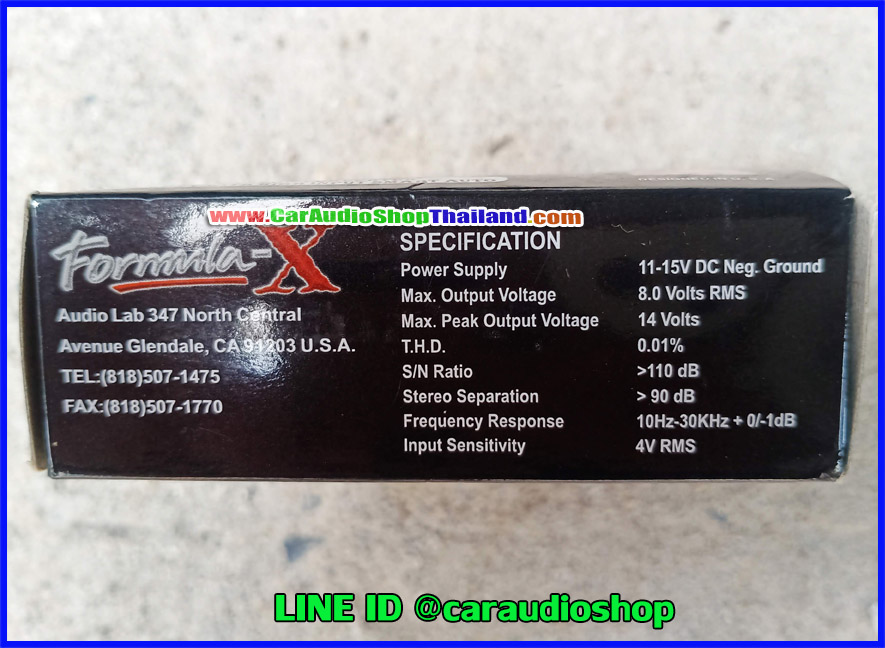 www.CarAudioShopThailand.com
Formula-X
Audio Lab 347 North Central
Avenue Glendale, CA 91203 U.S.A.
TEL:(818)507-1475
FAX:(818)507-1770
SPECIFICATION
Power Supply 11-15V DC Neg. Ground
Max. Output Voltage 8.0 Volts RMS
Max. Peak Output Voltage 14 Volts
T.H.D. 0.01%
S/N Ratio >110 dB
Stereo Separation > 90 dB
Frequency Response 10Hz-30KHz + 0/-1dB
Input Sensitivity 4V RMS
LINE ID @caraudioshop